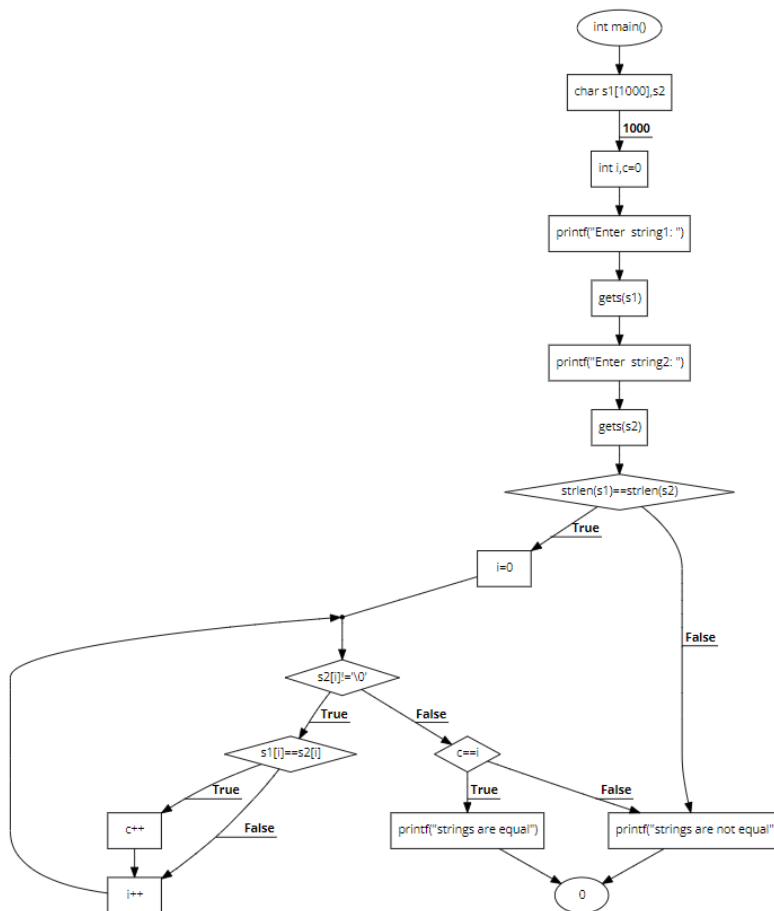 int main()
char s1[1000],s2
1000
int i,c=0
printf("Enter  string1: ")
gets(s1)
printf("Enter  string2: ")
gets(s2)
strlen(s1)==strlen(s2)
True
i=0
False
s2[i]!='\0'
True
False
s1[i]==s2[i]
c==i
True
False
True
False
c++
printf("strings are equal")
printf("strings are not equal"
i++
0